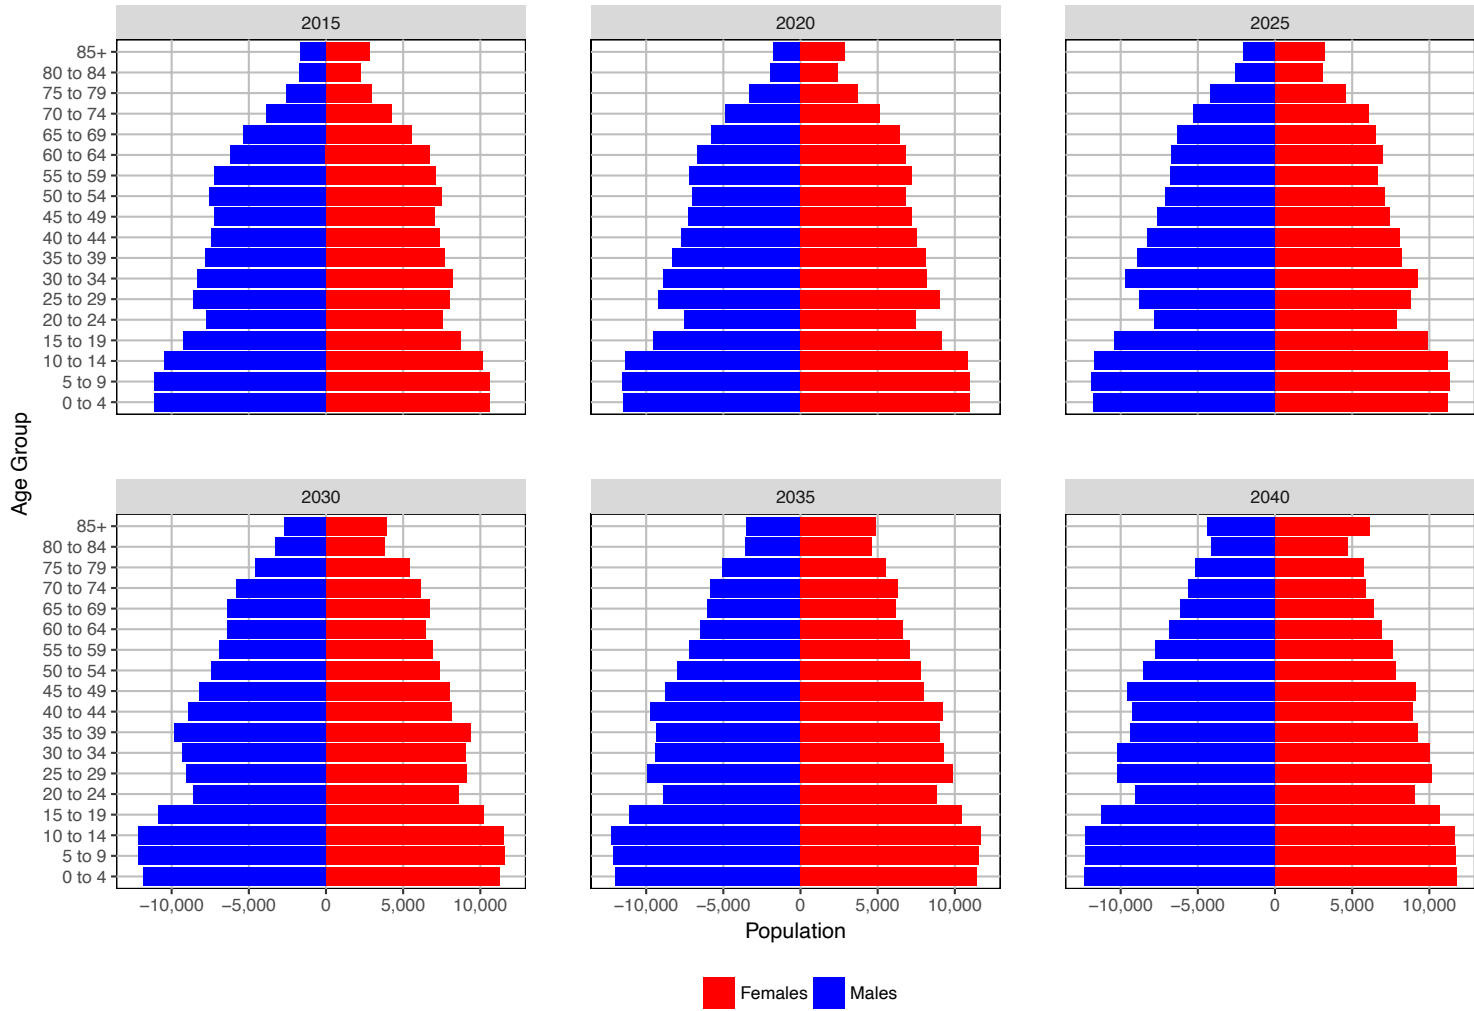 2015
2020
2025
85+
80 to 84
75 to 79
70 to 74
65 to 69
60 to 64
55 to 59
50 to 54
45 to 49
40 to 44
35 to 39
30 to 34
25 to 29
20 to 24
15 to 19
10 to 14
5 to 9
0 to 4
Age Group
2030
2035
2040
85+
80 to 84
75 to 79
70 to 74
65 to 69
60 to 64
55 to 59
50 to 54
45 to 49
40 to 44
35 to 39
30 to 34
25 to 29
20 to 24
15 to 19
10 to 14
5 to 9
0 to 4
−10,000 −5,000 0 5,000 10,000
−10,000 −5,000 0 5,000 10,000
−10,000 −5,000 0 5,000 10,000
Population
Females Males